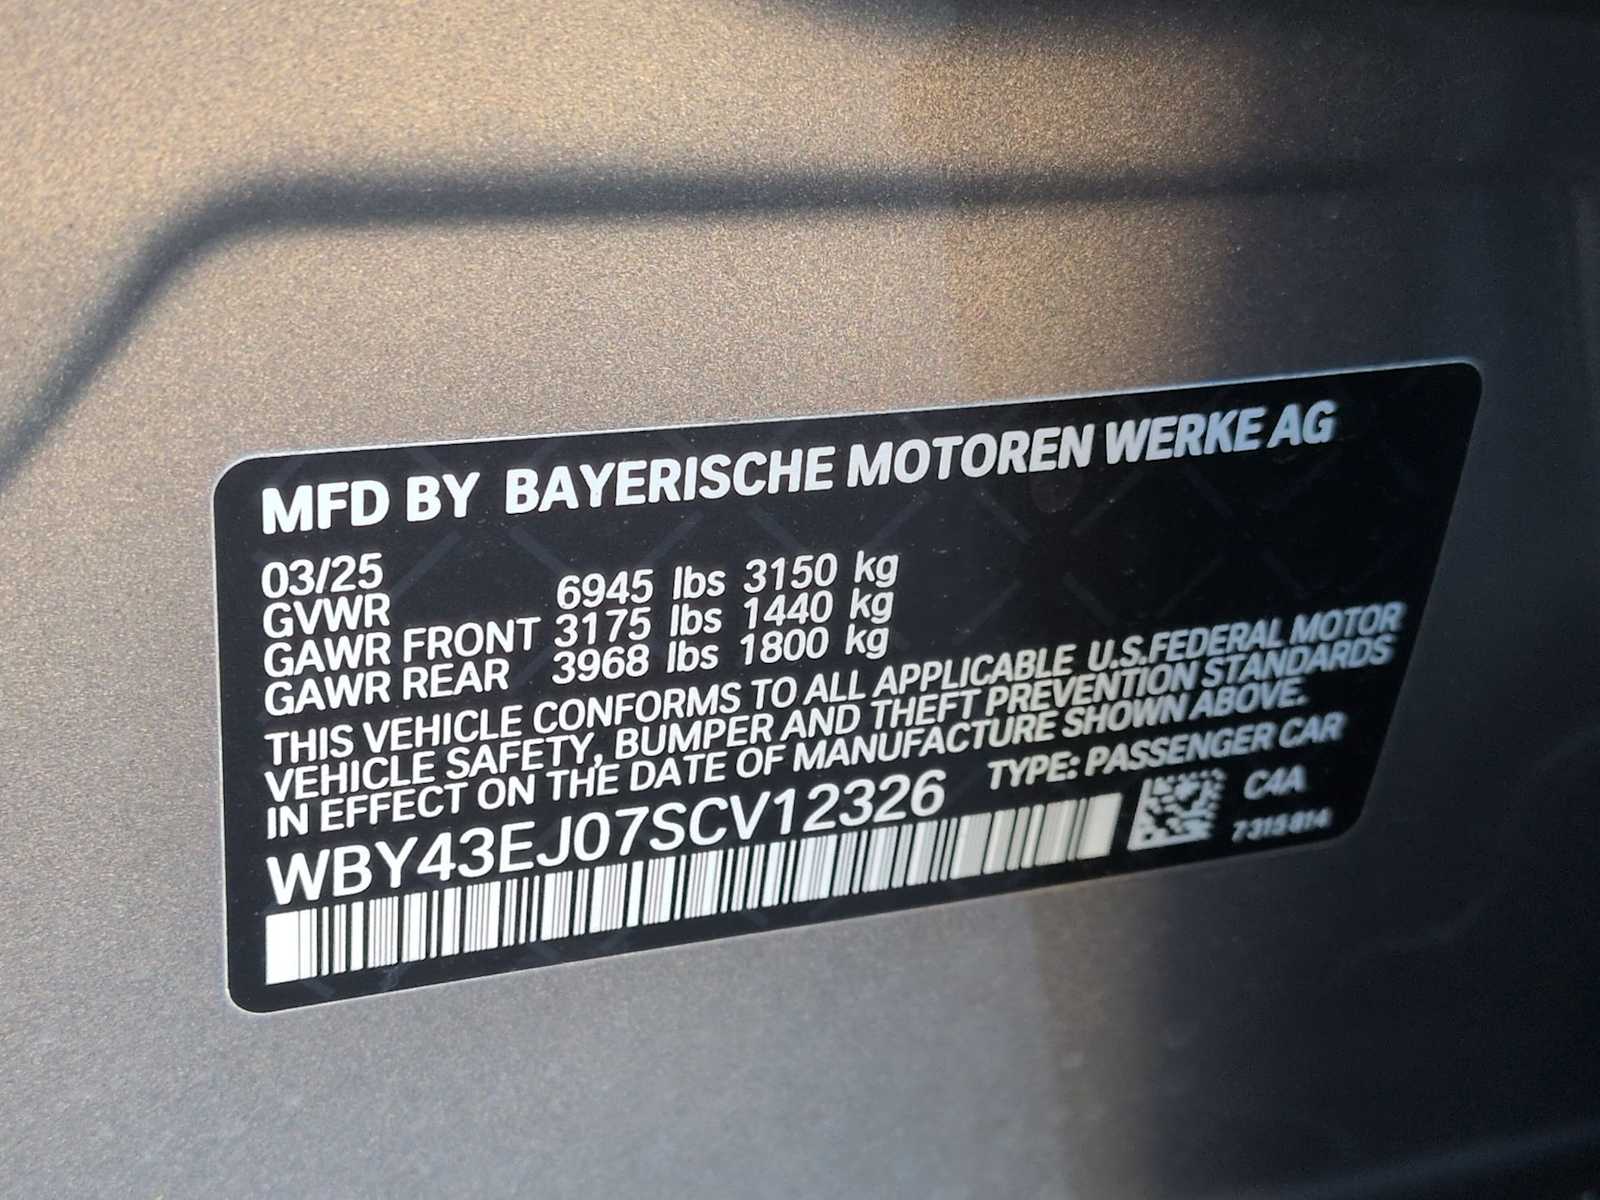 MFD BY BAYERISCHE MOTOREN WERKE AG
03/25
GVWR 6945 lbs 3150 kg
GAWR FRONT 3175 lbs 1440 kg
GAWR REAR 3968 lbs 1800 kg
THIS VEHICLE CONFORMS TO ALL APPLICABLE U.S.FEDERAL MOTOR
VEHICLE SAFETY, BUMPER AND THEFT PREVENTION STANDARDS
IN EFFECT ON THE DATE OF MANUFACTURE SHOWN ABOVE.
WBY43EJ07SCV12326 TYPE: PASSENGER CAR
C4A
7315814